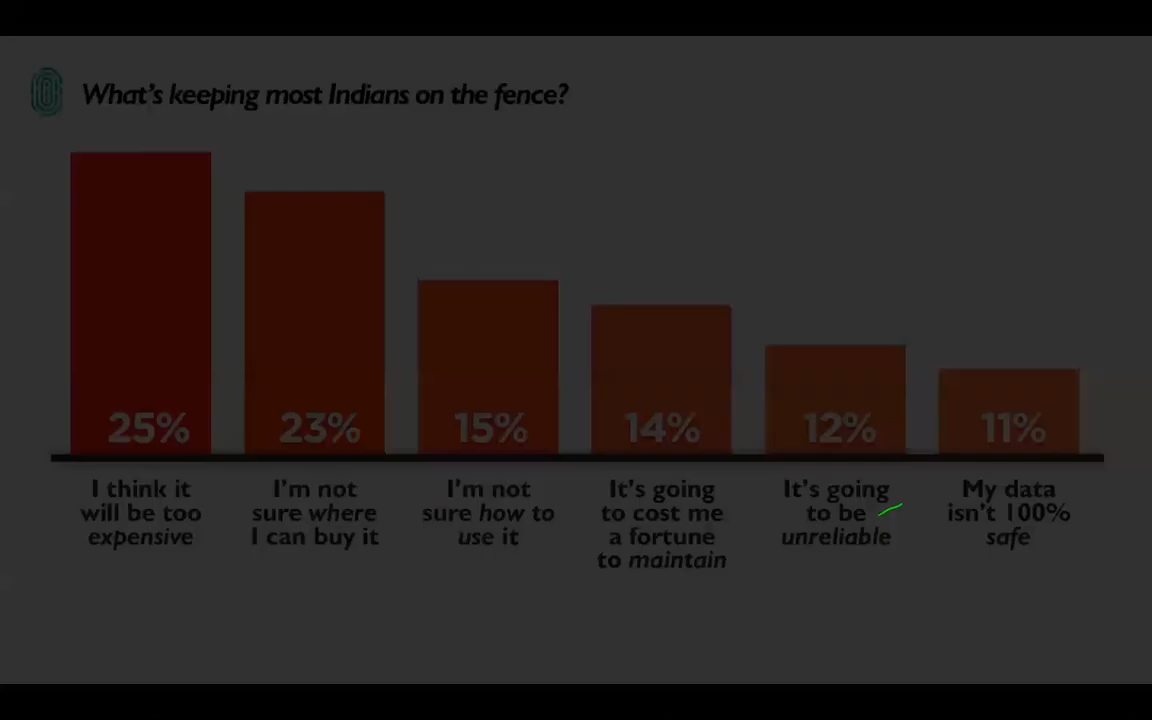 What's keeping most Indians on the fence?
25%
23%
15%
14%
12%
11%
I think it
will be too
expensive
I'm not
sure where
I can buy it
I'm not
sure how to
use it
It's going
to cost me
a fortune
to maintain
It's going
to be
unreliable
My data
isn't 100%
safe